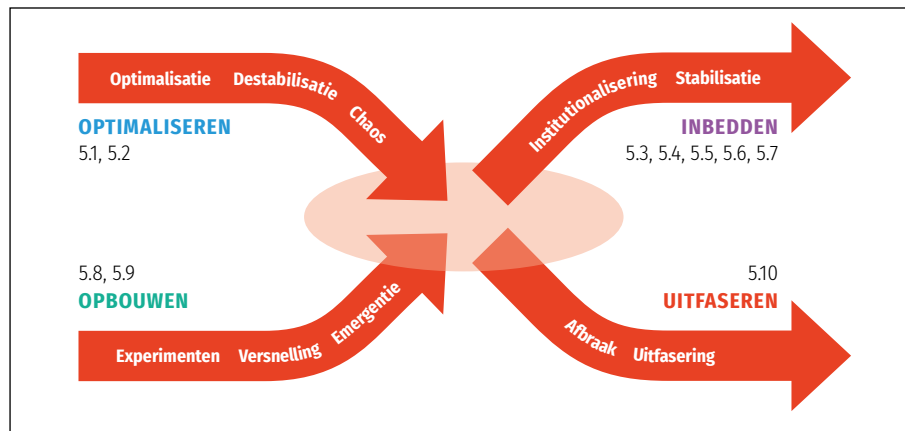 Optimalisatie Destabilisatie Chaos
OPTIMALISEREN
5.1, 5.2
Institutionalisering Stabilisatie
INBEDDEN
5.3, 5.4, 5.5, 5.6, 5.7
5.8, 5.9
OPBOUWEN
Experimenten Versnelling Emergentie
5.10
UITFASEREN
Afbraak Uitfasering